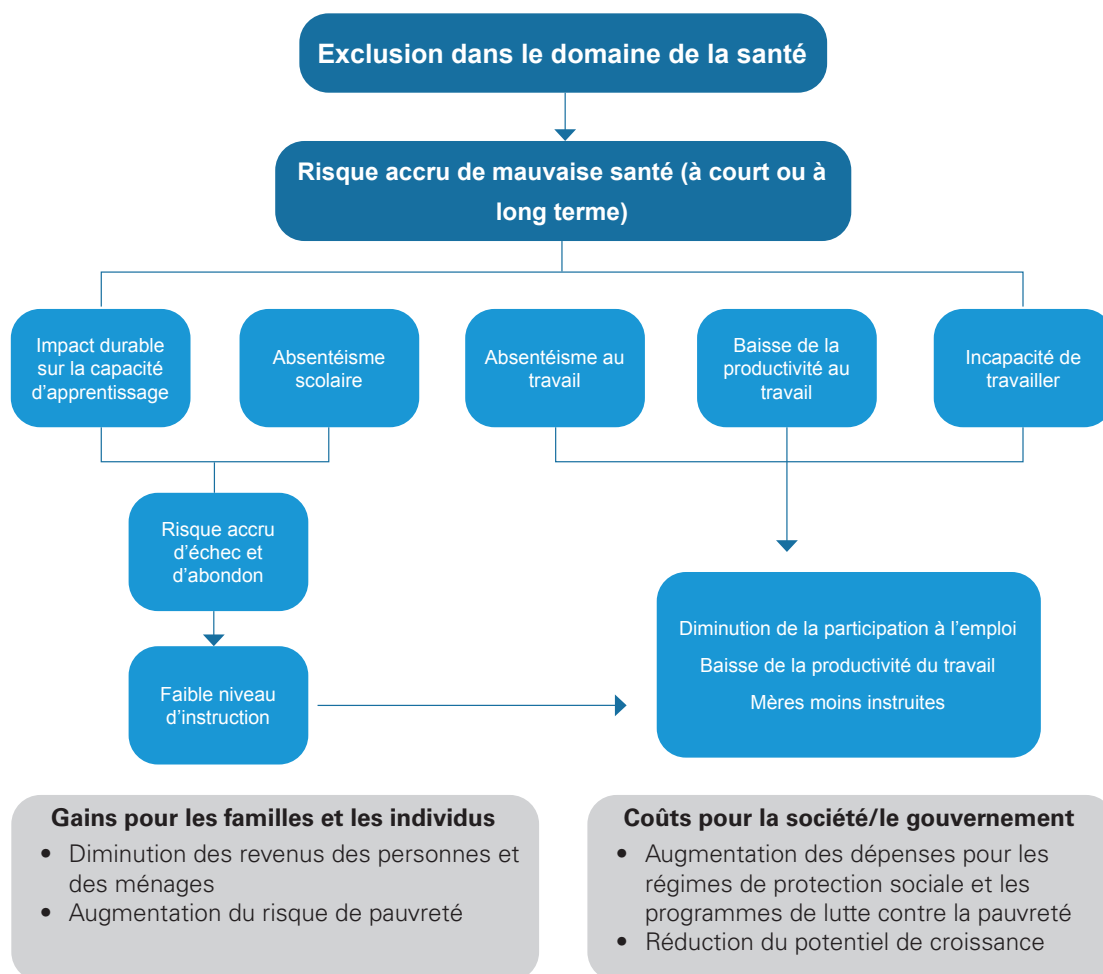 Exclusion dans le domaine de la santé
Risque accru de mauvaise santé (à court ou à
long terme)
Impact durable
sur la capacité
d’apprentissage
Absentéisme
scolaire
Absentéisme au
travail
Baisse de la
productivité au
travail
Incapacité de
travailler
Risque accru
d’échec et
d’abondon
Faible niveau
d’instruction
Diminution de la participation à l’emploi
Baisse de la productivité du travail
Mères moins instruites
Gains pour les familles et les individus
• Diminution des revenus des personnes et
des ménages
• Augmentation du risque de pauvreté
Coûts pour la société/le gouvernement
• Augmentation des dépenses pour les
régimes de protection sociale et les
programmes de lutte contre la pauvreté
• Réduction du potentiel de croissance